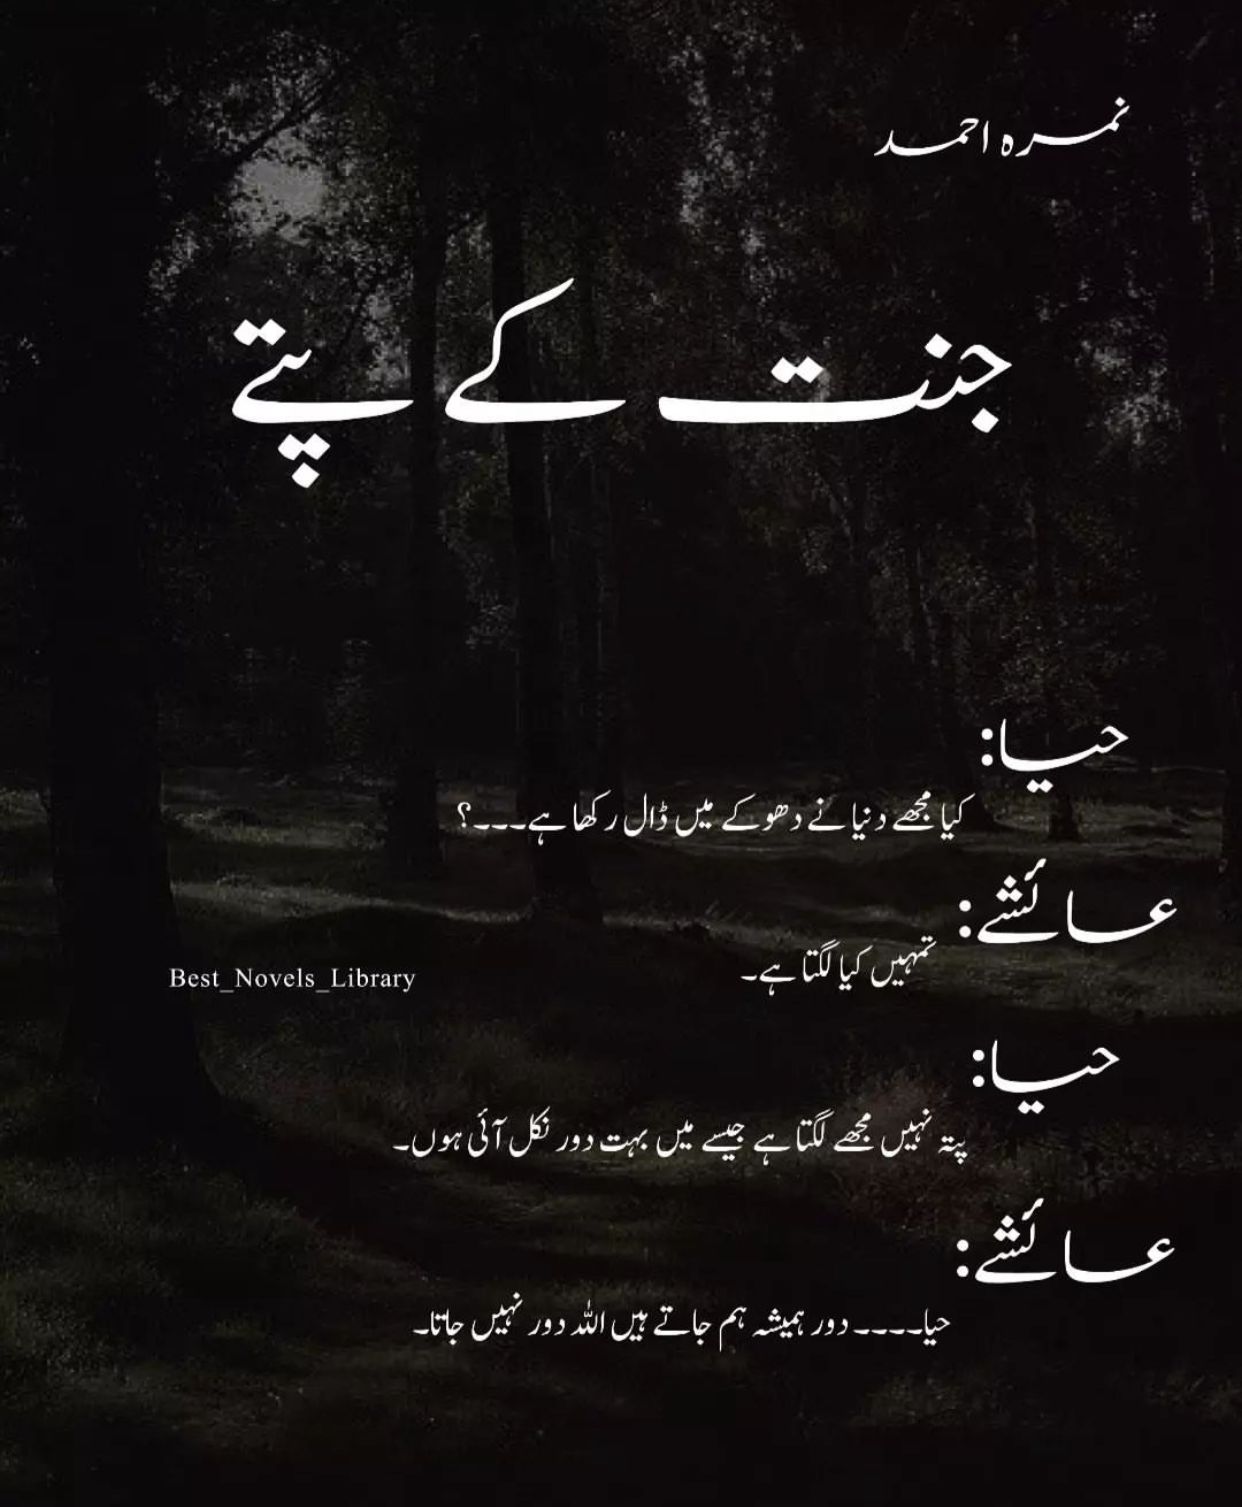 نمرہ احمد
جنت کے پتے
حیا:
کیا مجھے دنیا نے دھوکے میں ڈال رکھا ہے۔۔۔؟
عائشے:
تمہیں کیا لگتا ہے۔
Best_Novels_Library
حیا:
پتہ نہیں مجھے لگتا ہے جیسے میں بہت دور نکل آئی ہوں۔
عائشے:
حیا۔۔۔۔ دور ہمیشہ ہم جاتے ہیں اللہ دور نہیں جاتا۔